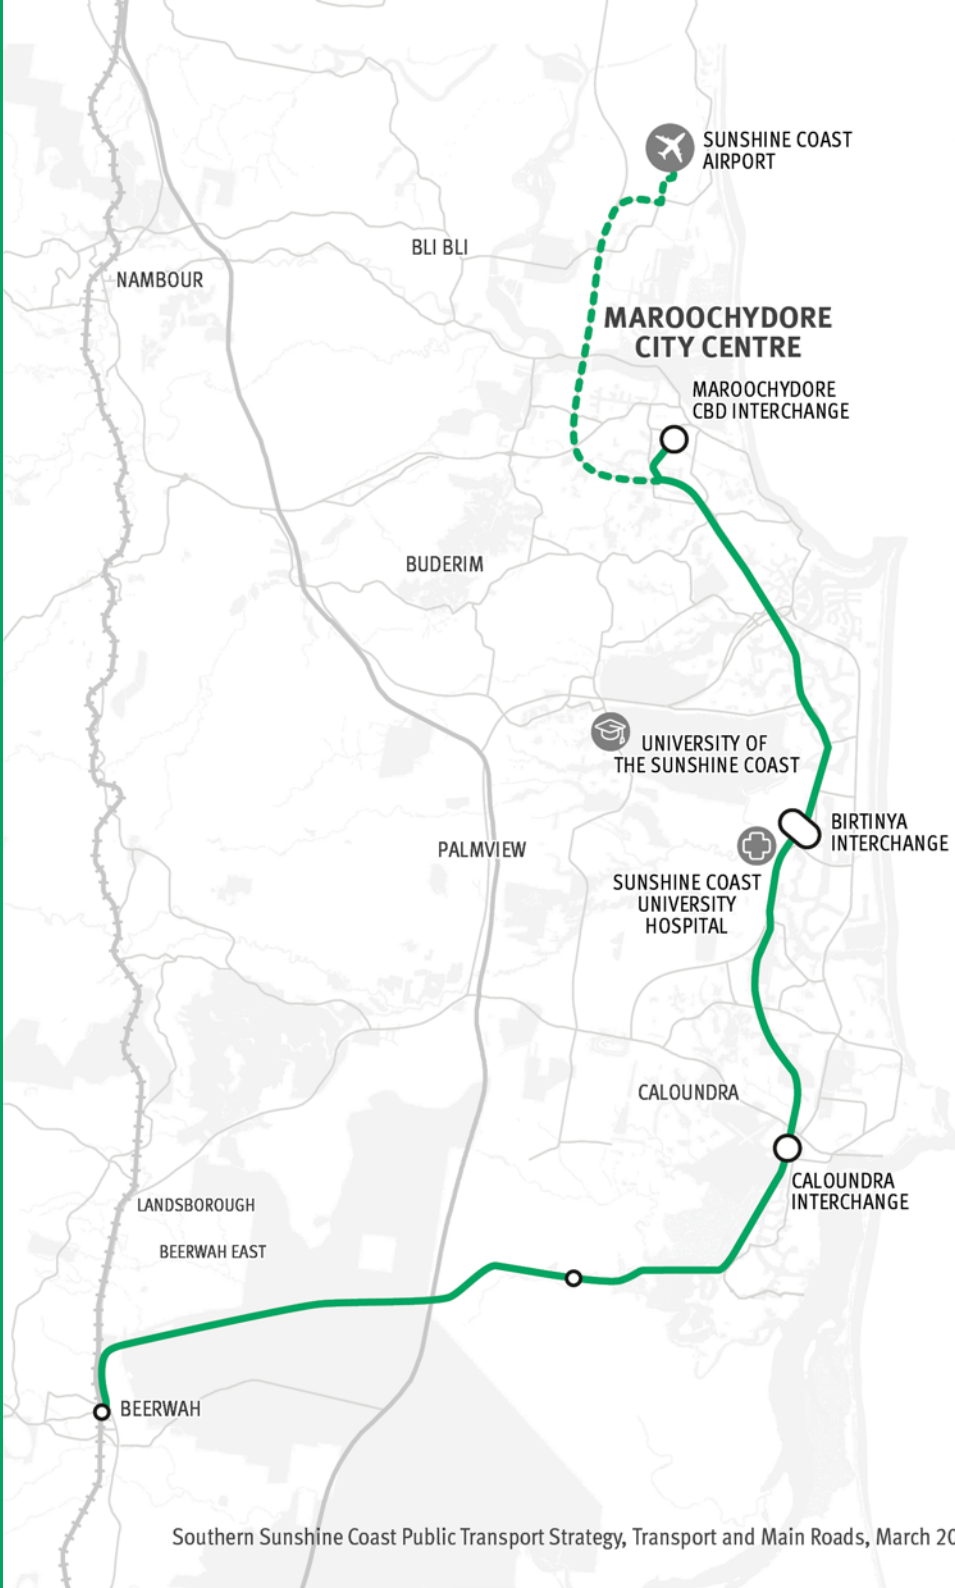 SUNSHINE COAST
AIRPORT
BLI BLI
NAMBOUR
MAROOCHYDORE
CITY CENTRE
MAROOCHYDORE
CBD INTERCHANGE
BUDERIM
UNIVERSITY OF
THE SUNSHINE COAST
BIRTINYA
INTERCHANGE
PALMVIEW
SUNSHINE COAST
UNIVERSITY
HOSPITAL
CALOUNDRA
CALOUNDRA
INTERCHANGE
LANDSBOROUGH
BEERWAH EAST
BEERWAH
Southern Sunshine Coast Public Transport Strategy, Transport and Main Roads, March 20